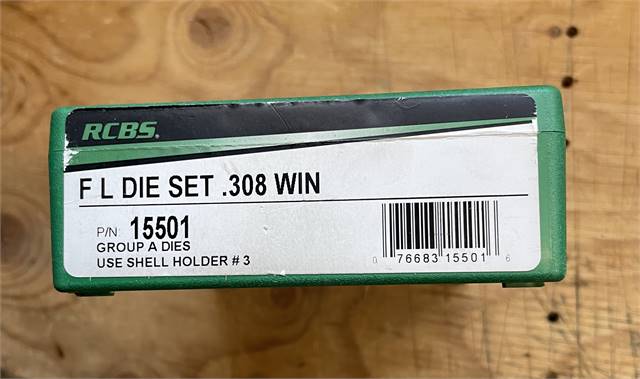 RCBS.
F L DIE SET .308 WIN
P/N: 15501
GROUP A DIES
USE SHELL HOLDER # 3
0 76683 15501 6